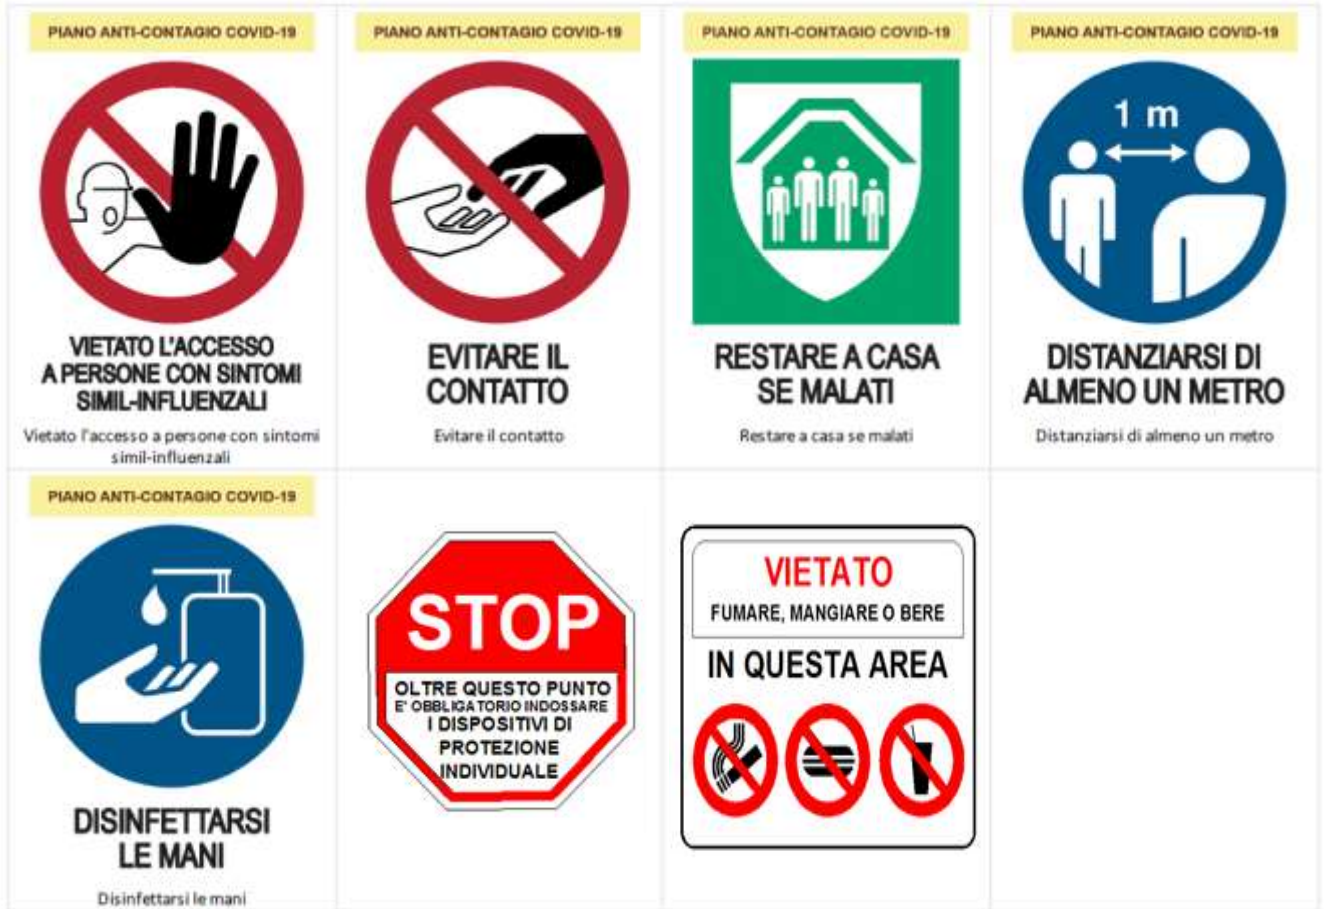 PIANO ANTI-CONTAGIO COVID-19
VIETATO L'ACCESSO
A PERSONE CON SINTOMI
SIMIL-INFLUENZALI
Vietato l'accesso a persone con sintomi
simil-influenzali
PIANO ANTI-CONTAGIO COVID-19
EVITARE IL
CONTATTO
Evitare il contatto
PIANO ANTI-CONTAGIO COVID-19
RESTARE A CASA
SE MALATI
Restare a casa se malati
PIANO ANTI-CONTAGIO COVID-19
1 m
DISTANZIARSI DI
ALMENO UN METRO
Distanziarsi di almeno un metro
PIANO ANTI-CONTAGIO COVID-19
DISINFETTARSI
LE MANI
Disinfettarsi le mani
STOP
OLTRE QUESTO PUNTO
E' OBBLIGATORIO INDOSSARE
I DISPOSITIVI DI
PROTEZIONE
INDIVIDUALE
VIETATO
FUMARE, MANGIARE O BERE
IN QUESTA AREA